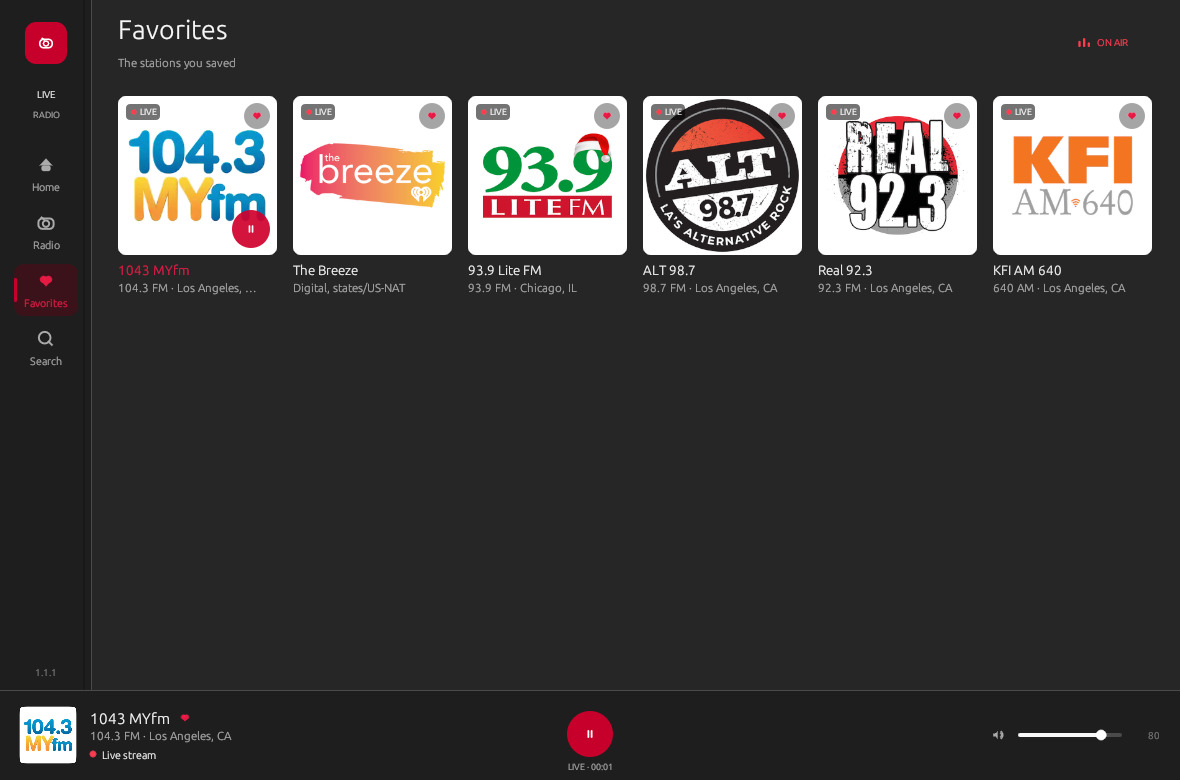 LIVE
RADIO
Home
Radio
Favorites
Search
1.1.1
Favorites
The stations you saved
ON AIR
LIVE
104.3
MYfm
1043 MYfm
104.3 FM · Los Angeles, ...
LIVE
the
breeze
The Breeze
Digital, states/US-NAT
LIVE
93.9
LITE FM
93.9 Lite FM
93.9 FM · Chicago, IL
LIVE
ALT
98.7
LA'S ALTERNATIVE ROCK
ALT 98.7
98.7 FM · Los Angeles, CA
LIVE
REAL
92.3
Real 92.3
92.3 FM · Los Angeles, CA
LIVE
KFI
AM 640
KFI AM 640
640 AM · Los Angeles, CA
104.3
MYfm
1043 MYfm
104.3 FM · Los Angeles, CA
Live stream
LIVE · 00:01
80